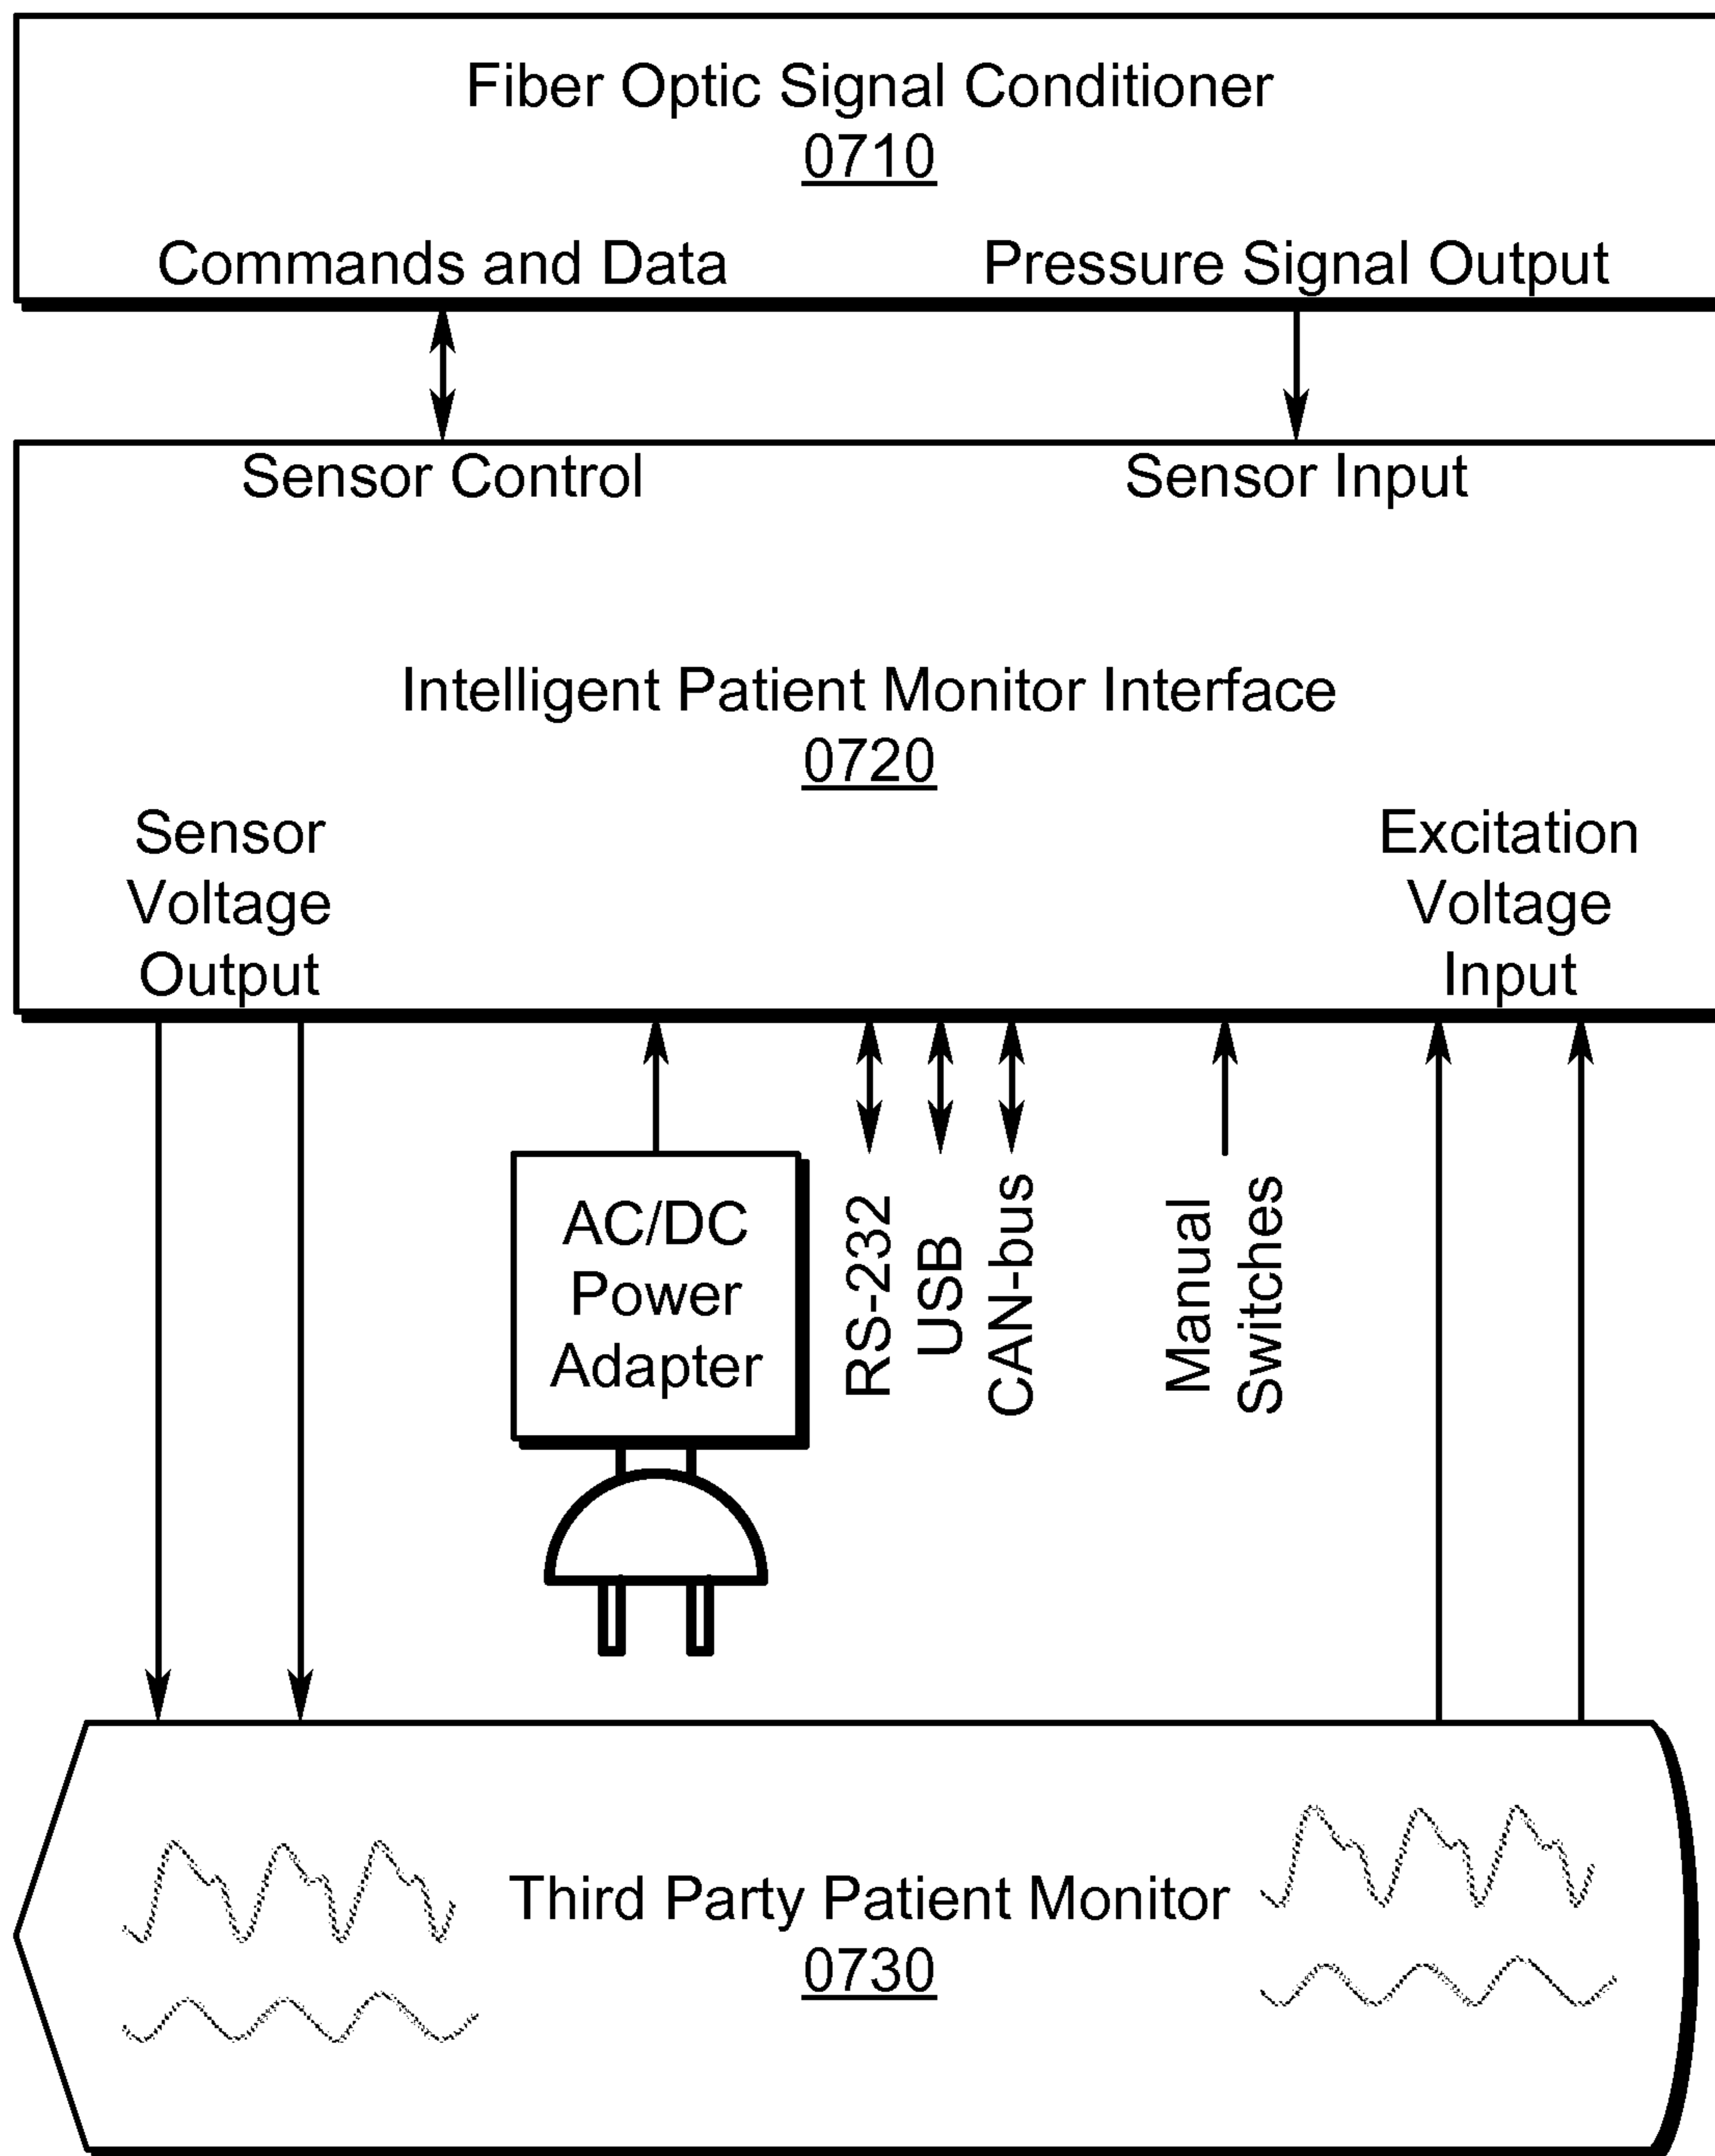 Fiber Optic Signal Conditioner
0710
Commands and Data
Pressure Signal Output
Sensor Control
Sensor Input
Intelligent Patient Monitor Interface
0720
Sensor
Voltage
Output
Excitation
Voltage
Input
AC/DC
Power
Adapter
RS-232
USB
CAN-bus
Manual
Switches
Third Party Patient Monitor
0730